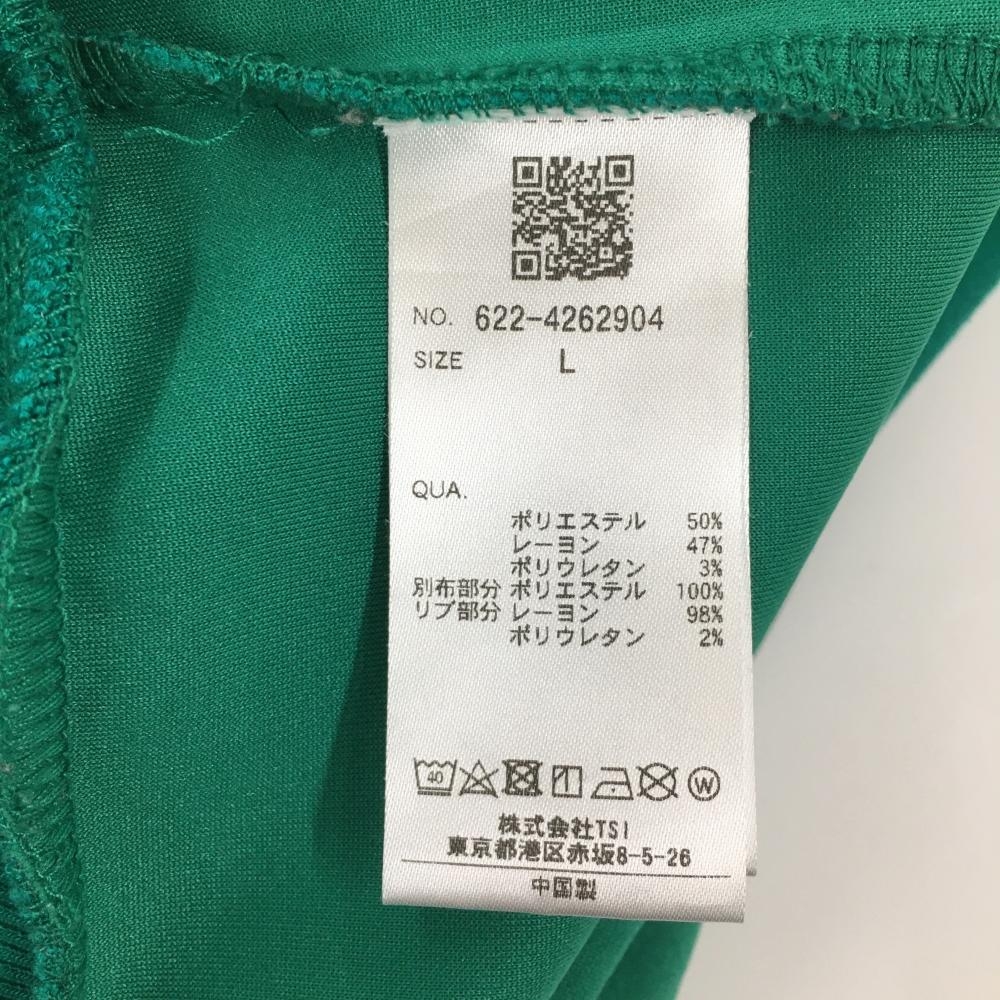 NO. 622-4262904
SIZE L
QUA.
ポリエステル 50%
レーヨン 47%
ポリウレタン 3%
別布部分 ポリエステル 100%
リブ部分 レーヨン 98%
ポリウレタン 2%
40 W
株式会社TSI
東京都港区赤坂8-5-26
中国製